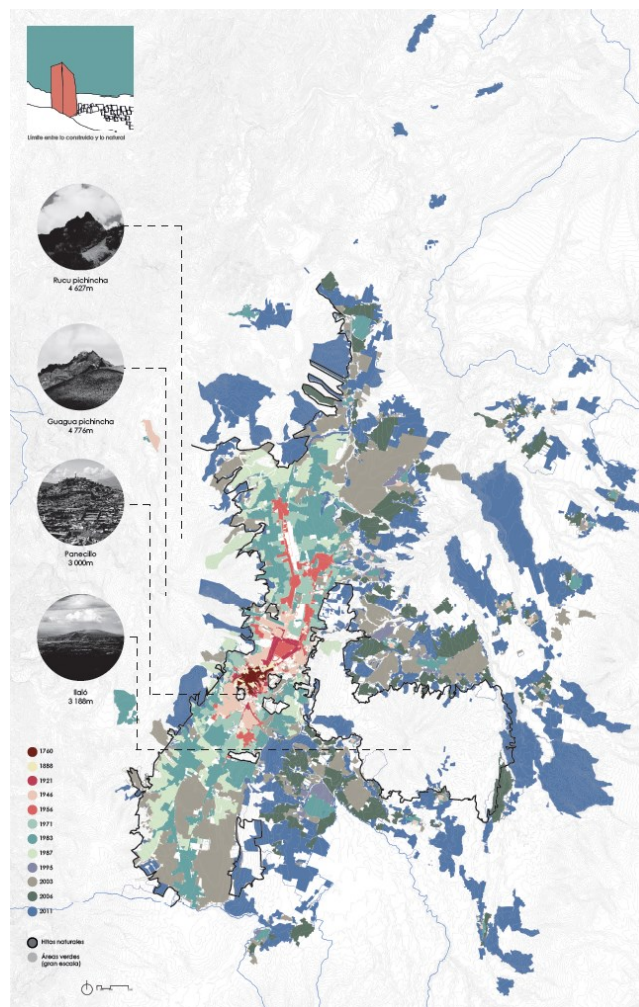 Límite entre lo construido y lo natural
Rucu pichincha
4 627m
Guagua pichincha
4 776m
Panecillo
3 000m
Ilaló
3 188m
1760
1888
1921
1946
1956
1971
1983
1987
1995
2003
2006
2011
Hitos naturales
Áreas verdes
(gran escala)